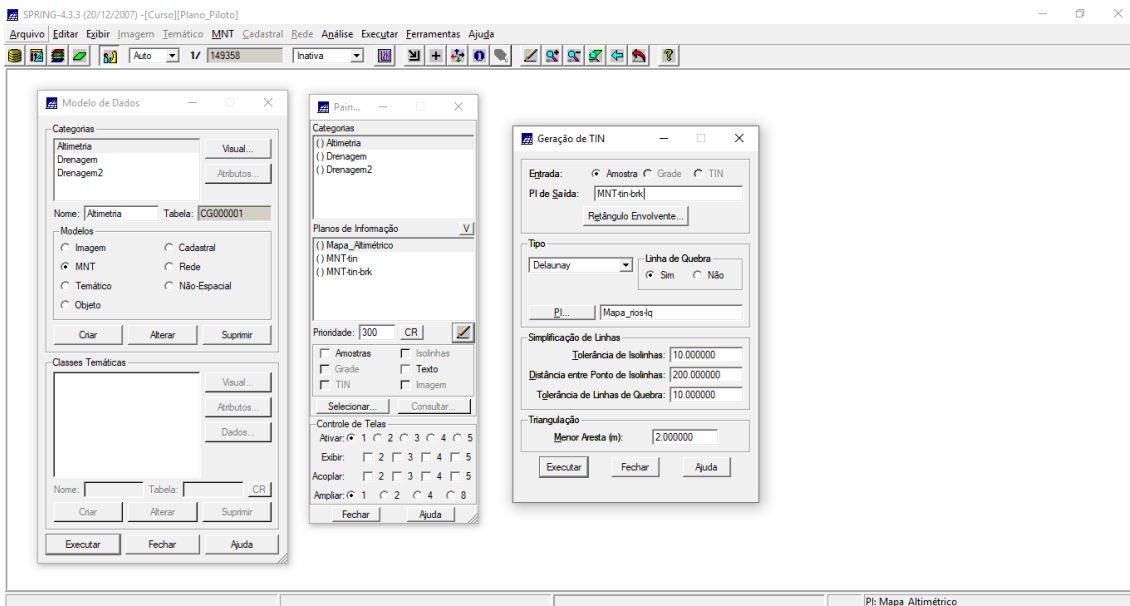 SPRING-4.3.3 (20/12/2007) -[Curso][Plano_Piloto]
Arquivo Editar Exibir Imagem Temático MNT Cadastral Rede Análise Executar Ferramentas Ajuda
Auto 1/ 149358 Inativa
Modelo de Dados
Categorias
Altimetria
Drenagem
Drenagem2
Visual...
Atributos...
Nome: Altimetria Tabela: CG000001
Modelos
Imagem Cadastral
MNT Rede
Temático Não-Espacial
Objeto
Criar Alterar Suprimir
Classes Temáticas
Visual...
Atributos...
Dados...
Nome: Tabela: CR
Criar Alterar Suprimir
Executar Fechar Ajuda
Pain...
Categorias
( ) Altimetria
( ) Drenagem
( ) Drenagem2
Planos de Informação V
( ) Mapa_Altimétrico
( ) MNT-tin
( ) MNT-tin-brk
Prioridade: 300 CR
Amostras Isolinhas
Grade Texto
TIN Imagem
Selecionar... Consultar...
Controle de Telas
Ativar: 1 2 3 4 5
Exibir: 2 3 4 5
Acoplar: 2 3 4 5
Ampliar: 1 2 4 8
Fechar Ajuda
Geração de TIN
Entrada: Amostra Grade TIN
PI de Saída: MNT-tin-brk
Retângulo Envolvente...
Tipo
Delaunay
Linha de Quebra
Sim Não
PI... Mapa_rios-lq
Simplificação de Linhas
Tolerância de Isolinhas: 10.000000
Distância entre Ponto de Isolinhas: 200.000000
Tolerância de Linhas de Quebra: 10.000000
Triangulação
Menor Aresta (m): 2.000000
Executar Fechar Ajuda
PI: Mapa_Altimétrico